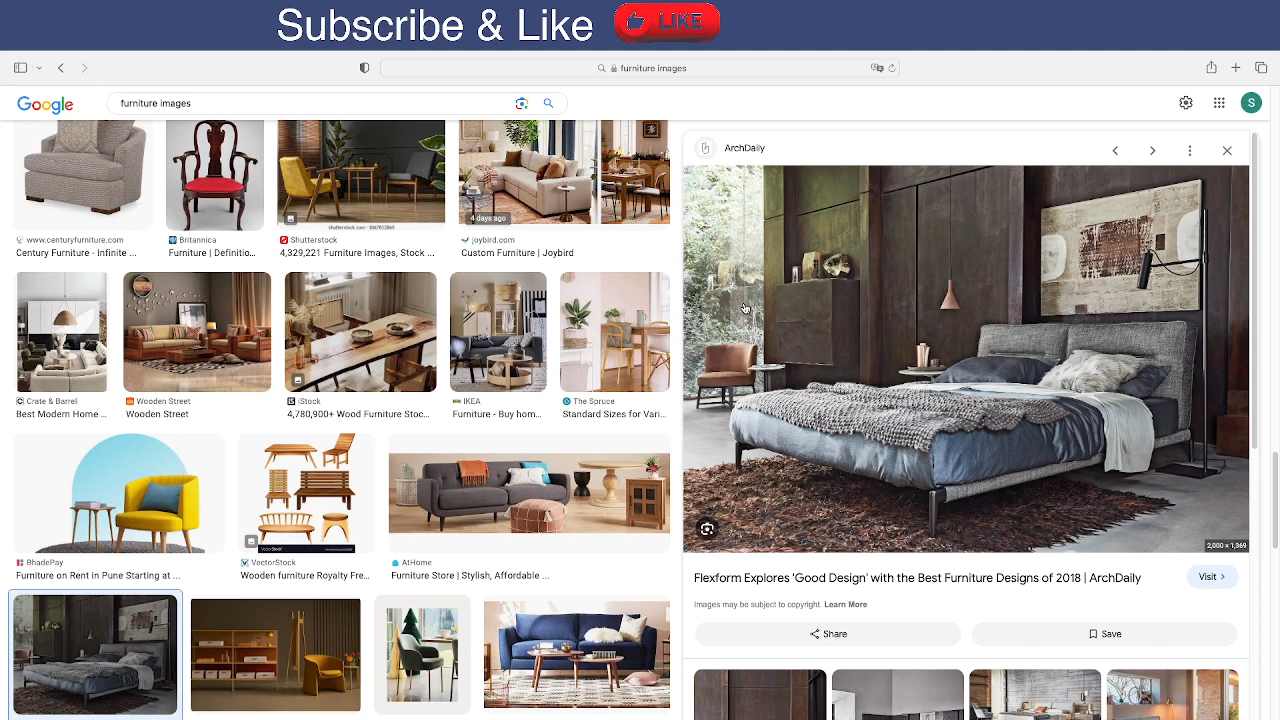 Subscribe & Like
LIKE
furniture images
Google
furniture images
S
ArchDaily
4 days ago
shutterstock.com · 1067812865
www.centuryfurniture.com
Century Furniture - Infinite ...
Britannica
Furniture | Definitio...
Shutterstock
4,329,221 Furniture Images, Stock ...
joybird.com
Custom Furniture | Joybird
Crate & Barrel
Best Modern Home ...
Wooden Street
Wooden Street
iStock
4,780,900+ Wood Furniture Stoc...
IKEA
Furniture - Buy hom...
The Spruce
Standard Sizes for Vari...
VectorStock
BhadePay
Furniture on Rent in Pune Starting at ...
VectorStock
Wooden furniture Royalty Fre...
AtHome
Furniture Store | Stylish, Affordable ...
2,000 × 1,369
Flexform Explores 'Good Design' with the Best Furniture Designs of 2018 | ArchDaily
Visit
Images may be subject to copyright. Learn More
Share
Save